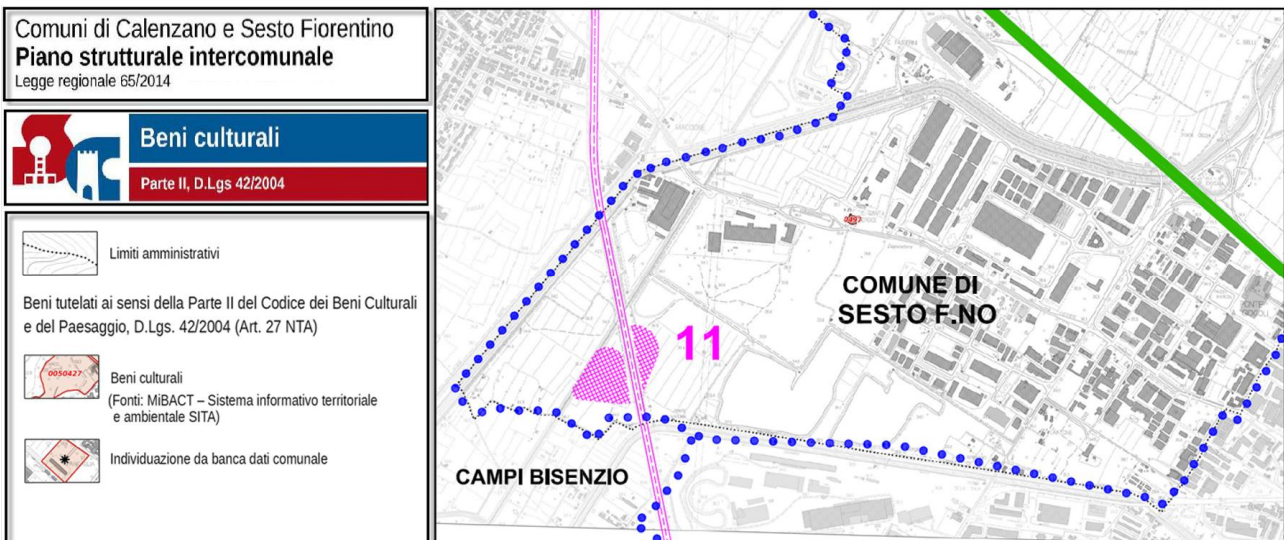 Comuni di Calenzano e Sesto Fiorentino
Piano strutturale intercomunale
Legge regionale 65/2014
Beni culturali
Parte II, D.Lgs 42/2004
Limiti amministrativi
Beni tutelati ai sensi della Parte II del Codice dei Beni Culturali
e del Paesaggio, D.Lgs. 42/2004 (Art. 27 NTA)
0050427
Beni culturali
(Fonti: MiBACT – Sistema informativo territoriale
e ambientale SITA)
Individuazione da banca dati comunale
COMUNE DI
SESTO F.NO
11
CAMPI BISENZIO